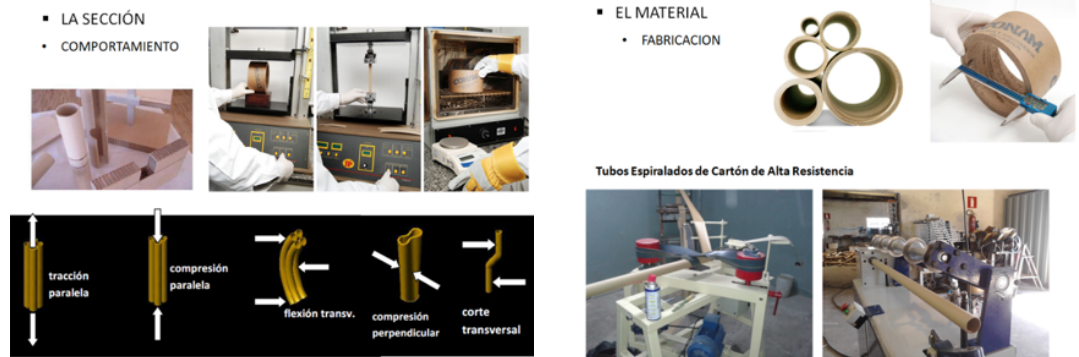 LA SECCIÓN
COMPORTAMIENTO
tracción
paralela
compresión
paralela
flexión transv.
compresión
perpendicular
corte
transversal
EL MATERIAL
FABRICACION
CONAM
Tubos Espiralados de Cartón de Alta Resistencia